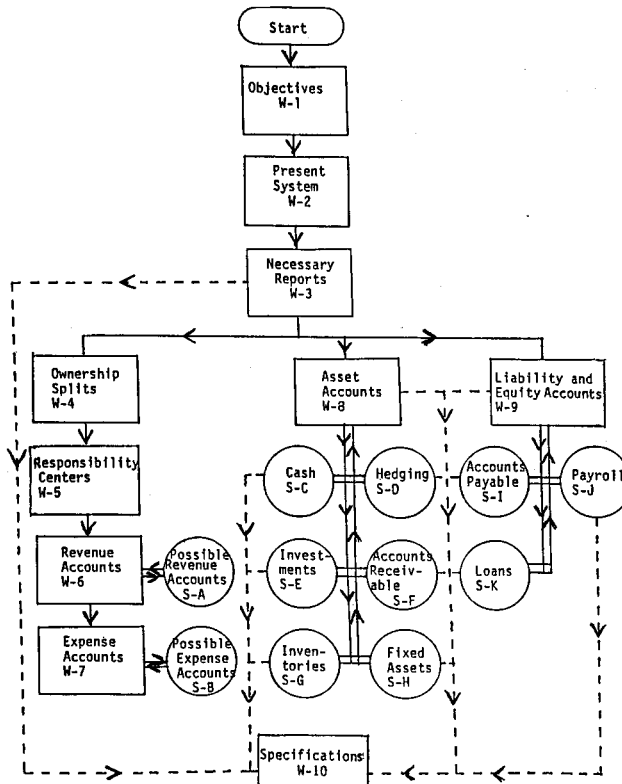 Start
Objectives
W-1
Present
System
W-2
Necessary
Reports
W-3
Ownership
Splits
W-4
Asset
Accounts
W-8
Liability and
Equity Accounts
W-9
Responsibility
Centers
W-5
Cash
S-C
Hedging
S-D
Accounts
Payable
S-I
Payroll
S-J
Revenue
Accounts
W-6
Possible
Revenue
Accounts
S-A
Invest-
ments
S-E
Accounts
Receiv-
able
S-F
Loans
S-K
Expense
Accounts
W-7
Possible
Expense
Accounts
S-B
Inven-
tories
S-G
Fixed
Assets
S-H
Specifications
W-10